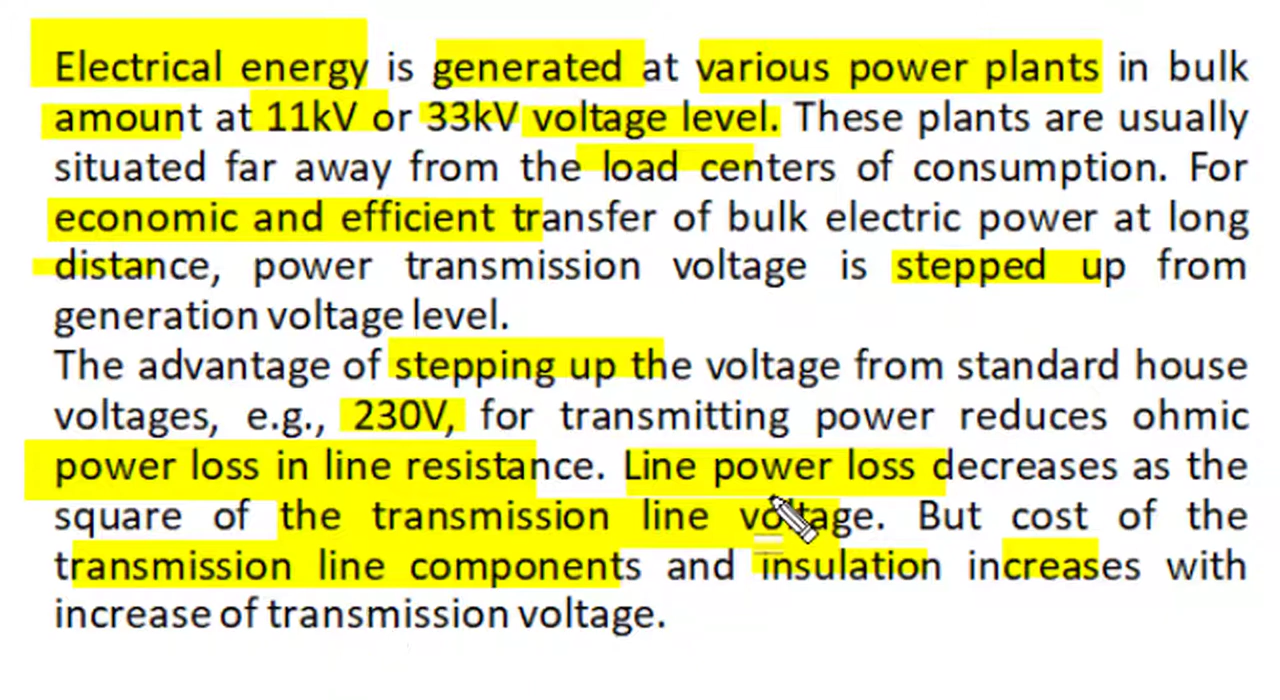 Electrical energy is generated at various power plants in bulk
amount at 11kV or 33kV voltage level. These plants are usually
situated far away from the load centers of consumption. For
economic and efficient transfer of bulk electric power at long
distance, power transmission voltage is stepped up from
generation voltage level.
The advantage of stepping up the voltage from standard house
voltages, e.g., 230V, for transmitting power reduces ohmic
power loss in line resistance. Line power loss decreases as the
square of the transmission line voltage. But cost of the
transmission line components and insulation increases with
increase of transmission voltage.